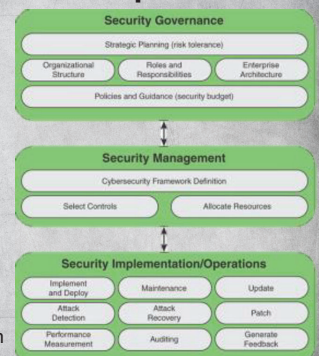 Security Governance
Strategic Planning (risk tolerance)
Organizational
Structure
Roles and
Responsibilities
Enterprise
Architecture
Policies and Guidance (security budget)
Security Management
Cybersecurity Framework Definition
Select Controls
Allocate Resources
Security Implementation/Operations
Implement
and Deploy
Maintenance
Update
Attack
Detection
Attack
Recovery
Patch
Performance
Measurement
Auditing
Generate
Feedback